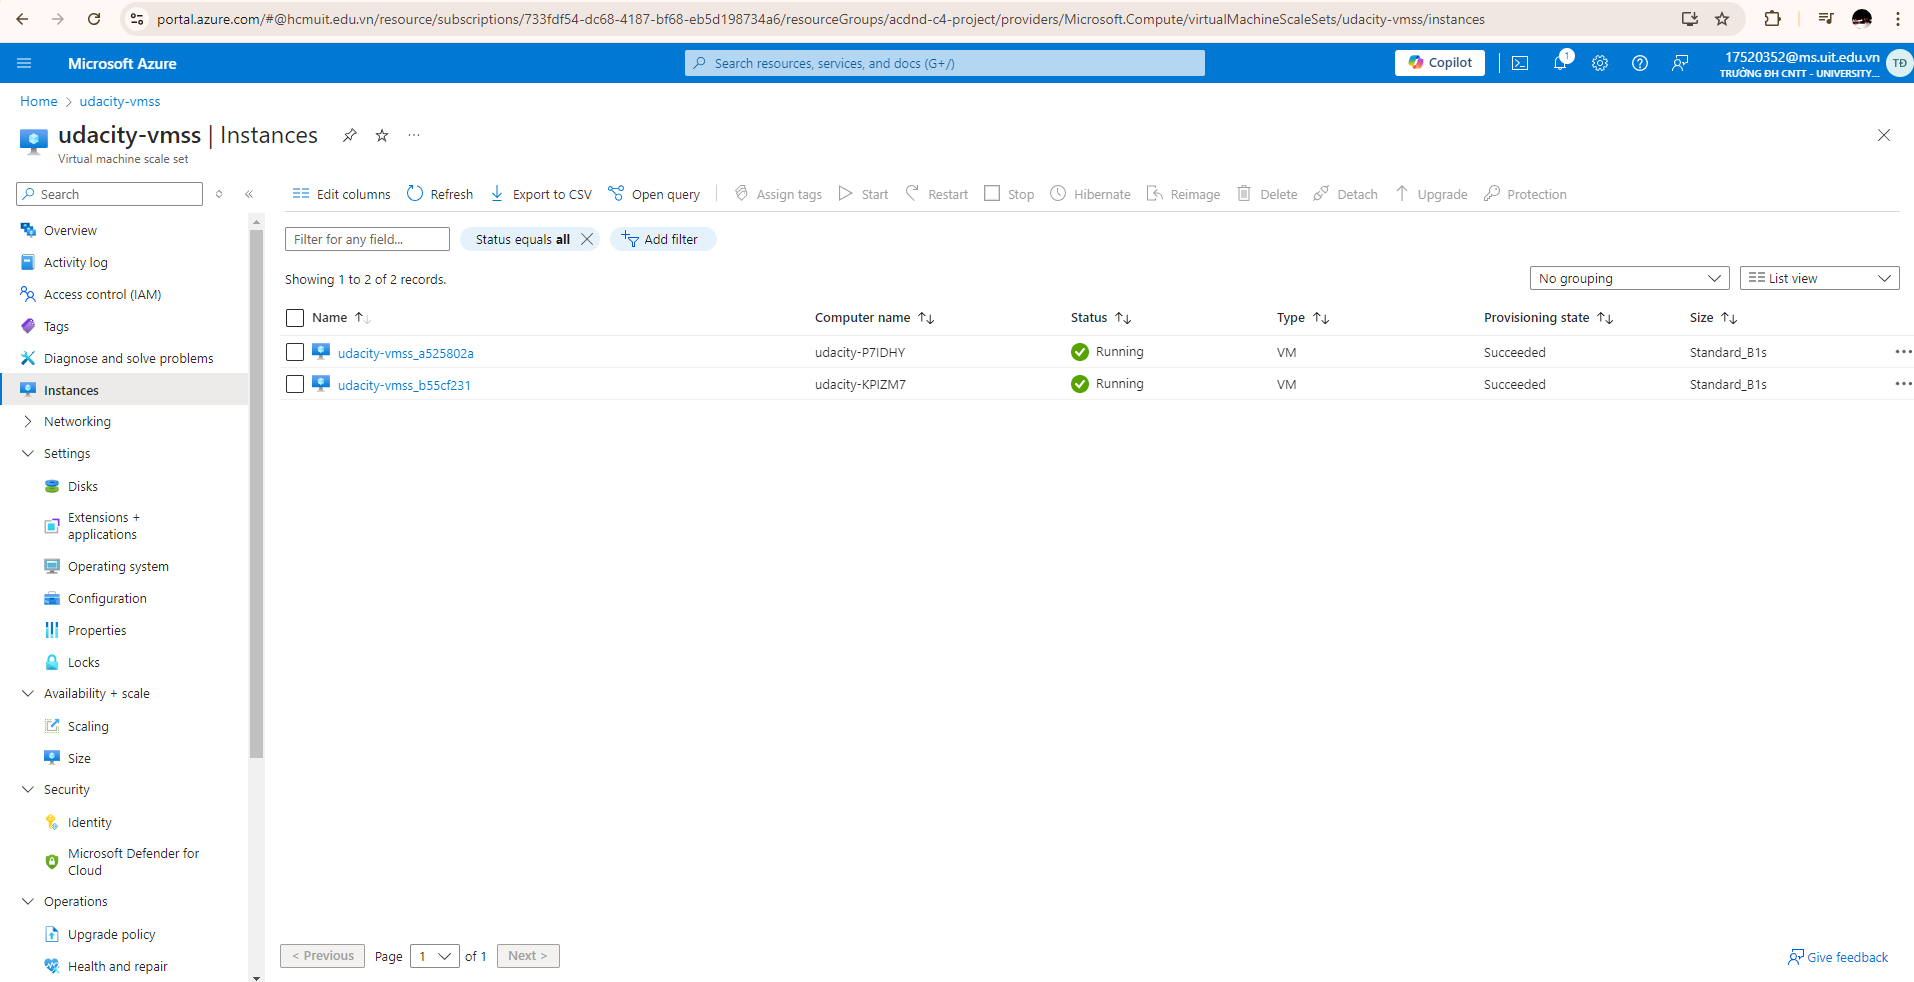 portal.azure.com/#@hcmuit.edu.vn/resource/subscriptions/733fdf54-dc68-4187-bf68-eb5d198734a6/resourceGroups/acdnd-c4-project/providers/Microsoft.Compute/virtualMachineScaleSets/udacity-vmss/instances
Microsoft Azure
Search resources, services, and docs (G+/)
Copilot
1
17520352@ms.uit.edu.vn
TRƯỜNG ĐH CNTT - UNIVERSITY...
TĐ
Home > udacity-vmss
udacity-vmss | Instances
Virtual machine scale set
Search
Overview
Activity log
Access control (IAM)
Tags
Diagnose and solve problems
Instances
Networking
Settings
Disks
Extensions +
applications
Operating system
Configuration
Properties
Locks
Availability + scale
Scaling
Size
Security
Identity
Microsoft Defender for
Cloud
Operations
Upgrade policy
Health and repair
Edit columns Refresh Export to CSV Open query Assign tags Start Restart Stop Hibernate Reimage Delete Detach Upgrade Protection
Filter for any field...
Status equals all
Add filter
Showing 1 to 2 of 2 records.
No grouping
List view
Name Computer name Status Type Provisioning state Size
udacity-vmss_a525802a udacity-P7IDHY Running VM Succeeded Standard_B1s
udacity-vmss_b55cf231 udacity-KPIZM7 Running VM Succeeded Standard_B1s
< Previous Page 1 of 1 Next >
Give feedback